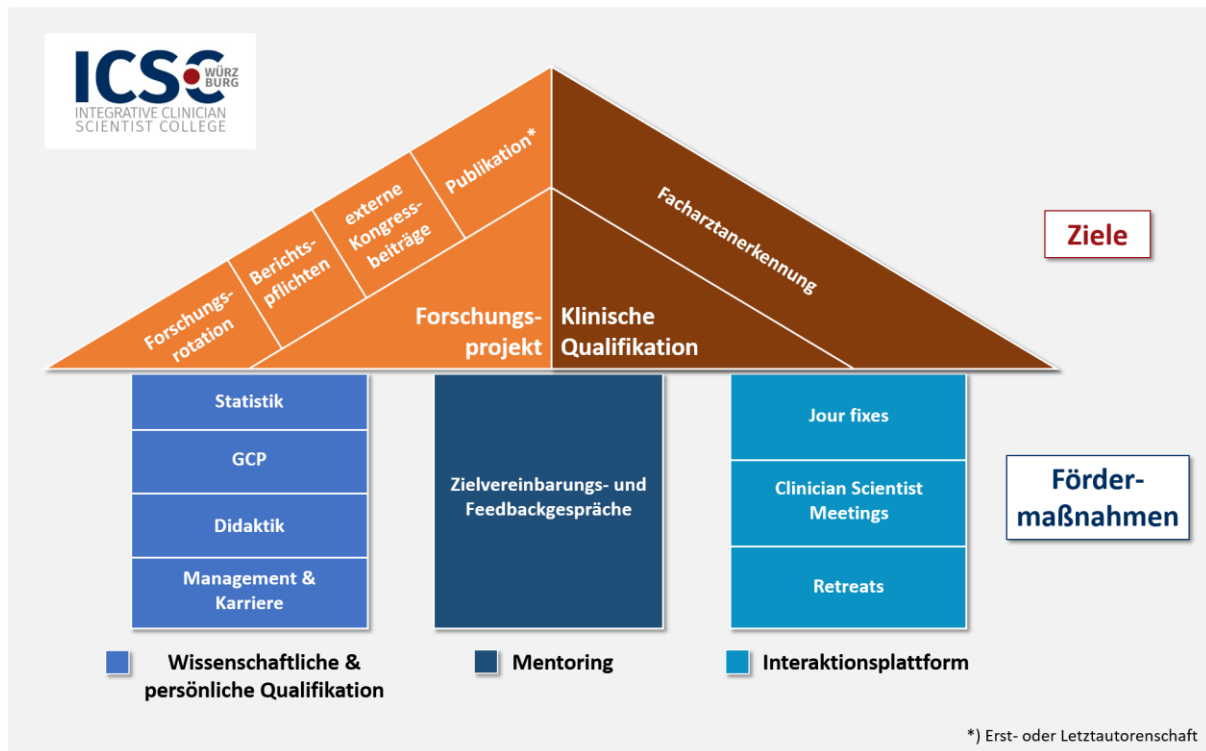 ICSC
WÜRZ
BURG
INTEGRATIVE CLINICIAN
SCIENTIST COLLEGE
Forschungs-
rotation
Berichts-
pflichten
externe
Kongress-
beiträge
Publikation*
Facharztanerkennung
Forschungs-
projekt
Klinische
Qualifikation
Ziele
Statistik
GCP
Didaktik
Management &
Karriere
Zielvereinbarungs- und
Feedbackgespräche
Jour fixes
Clinician Scientist
Meetings
Retreats
Förder-
maßnahmen
Wissenschaftliche &
persönliche Qualifikation
Mentoring
Interaktionsplattform
*) Erst- oder Letztautorenschaft